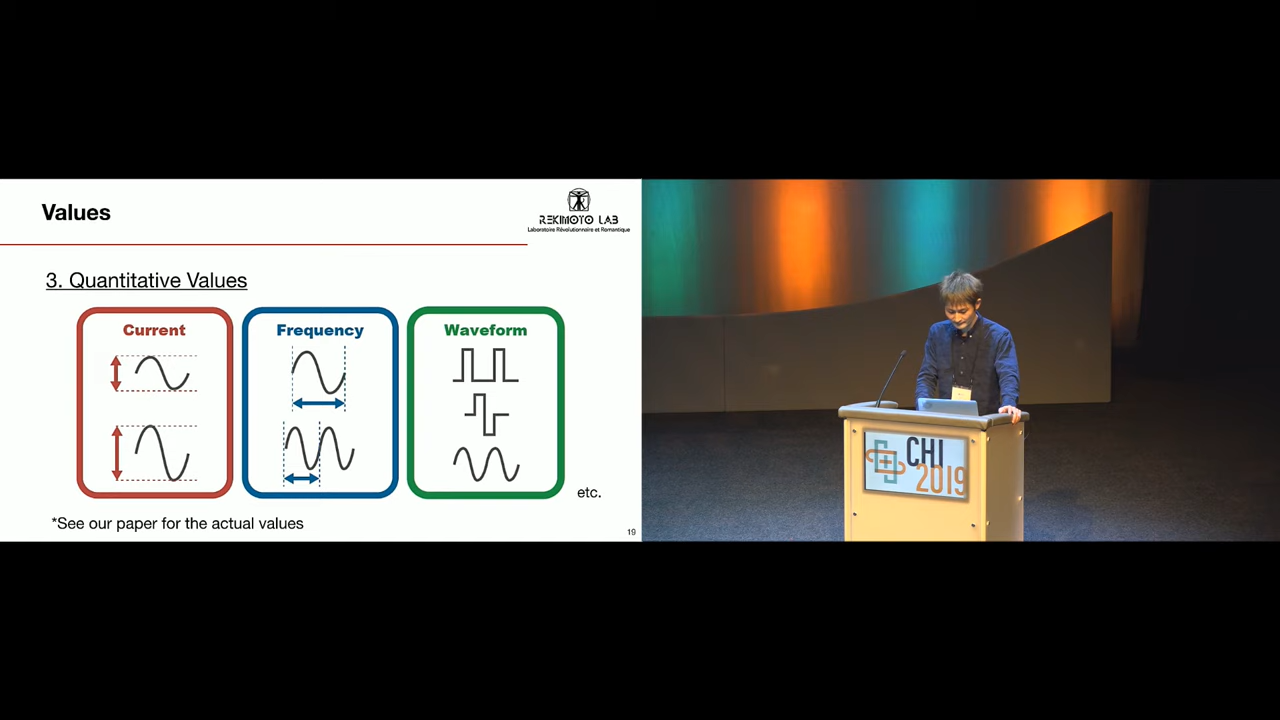 Values
REKIMOTO LAB
Laboratoire Révolutionnaire et Romantique
3. Quantitative Values
Current
Frequency
Waveform
etc.
*See our paper for the actual values
19
CHI
2019